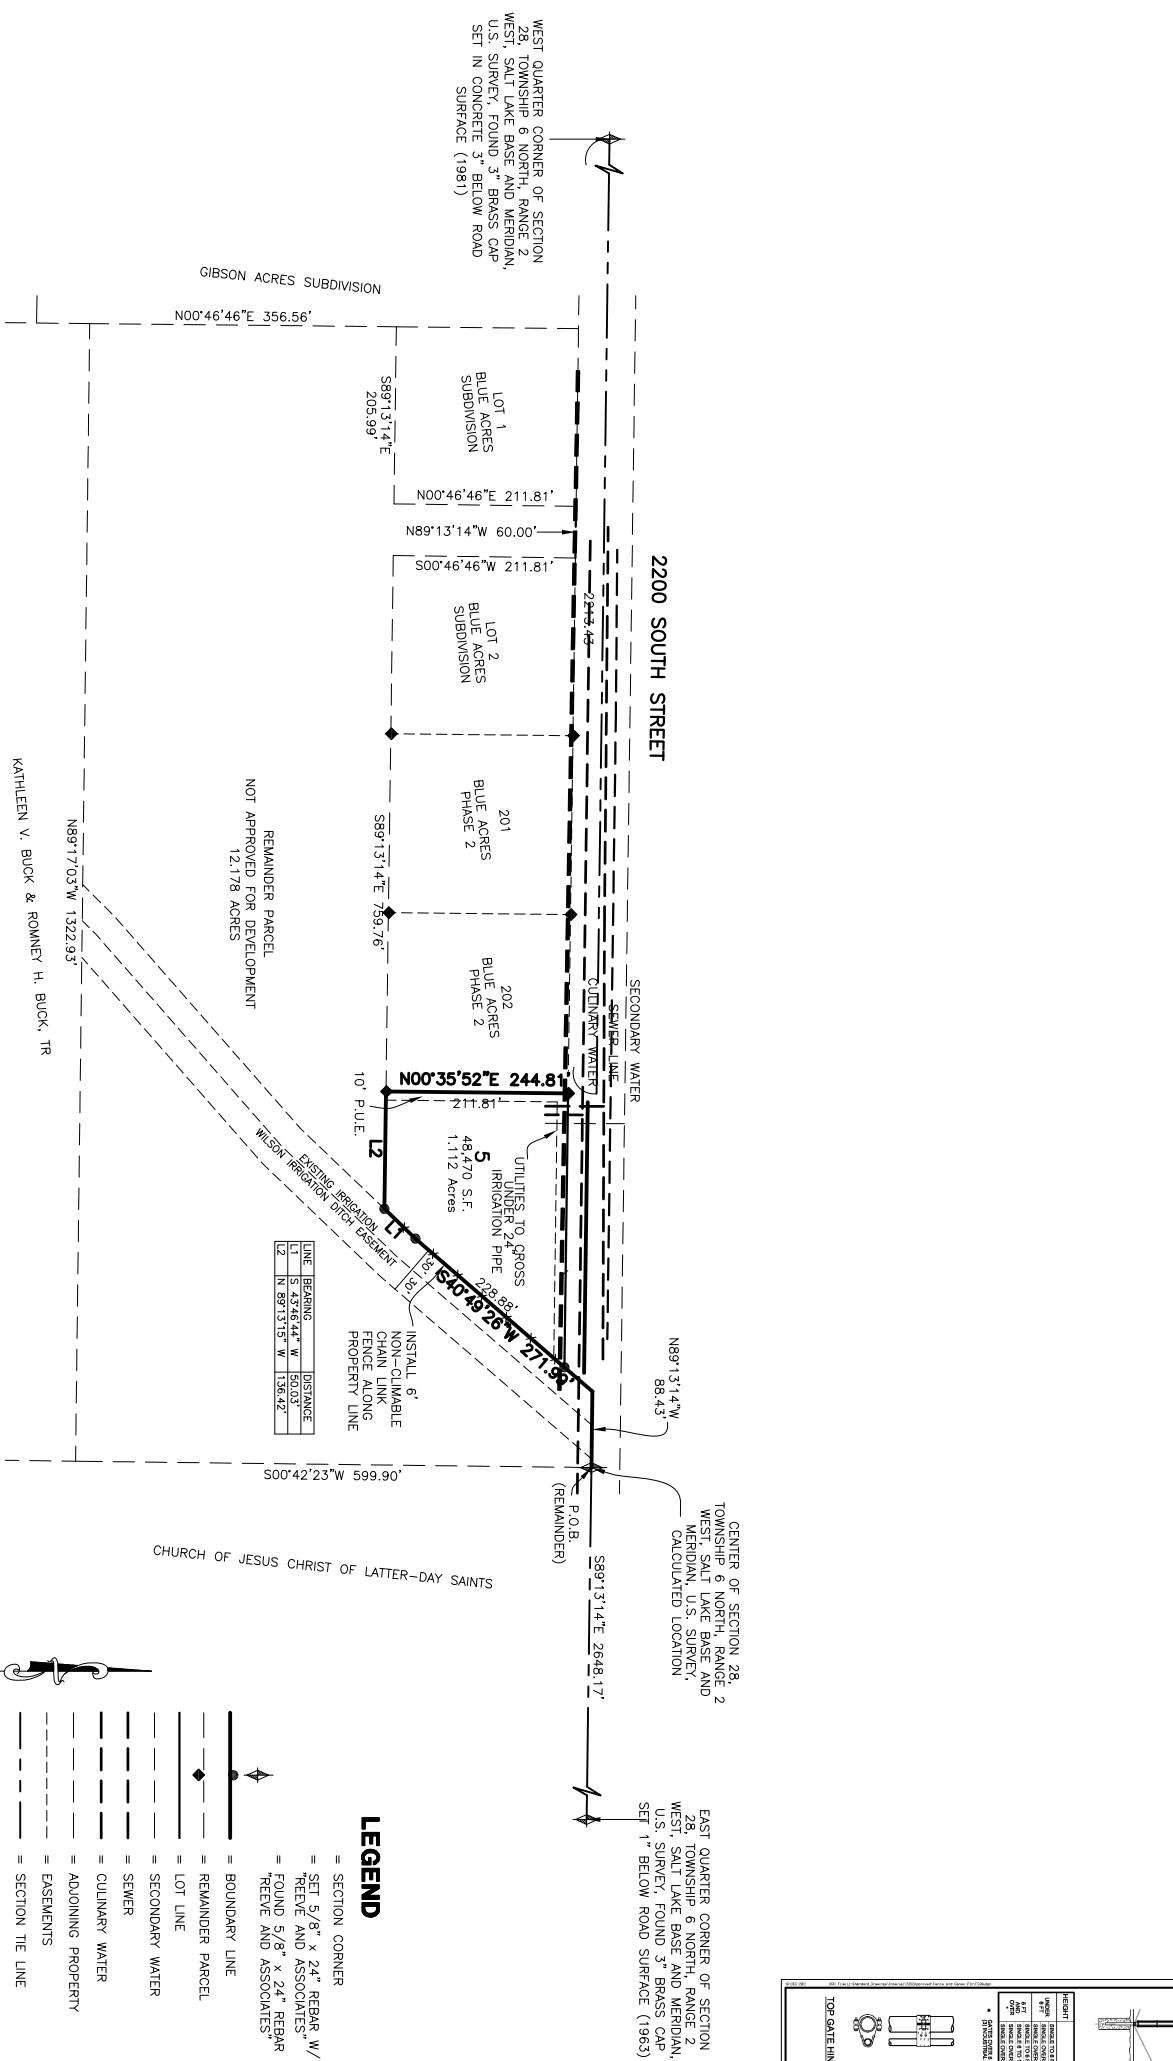 WEST QUARTER CORNER OF SECTION
28, TOWNSHIP 6 NORTH, RANGE 2
WEST, SALT LAKE BASE AND MERIDIAN,
U.S. SURVEY, FOUND 3" BRASS CAP
SET IN CONCRETE 3" BELOW ROAD
SURFACE (1981)
GIBSON ACRES SUBDIVISION
N00°46'46"E 356.56'
LOT 1
BLUE ACRES
SUBDIVISION
S89°13'14"E
205.99'
N00°46'46"E 211.81'
N89°13'14"W 60.00'
S00°46'46"W 211.81'
2200 SOUTH STREET
2213.43
LOT 2
BLUE ACRES
SUBDIVISION
201
BLUE ACRES
PHASE 2
S89°13'14"E 759.76'
202
BLUE ACRES
PHASE 2
REMAINDER PARCEL
NOT APPROVED FOR DEVELOPMENT
12.178 ACRES
N89°17'03"W 1322.93'
KATHLEEN V. BUCK & ROMNEY H. BUCK, TR
SECONDARY WATER
SEWER LINE
CULINARY WATER
N00°35'52"E 244.81'
211.81'
10' P.U.E.
L2
5
48,470 S.F.
1.112 Acres
UTILITIES TO CROSS
UNDER 24"
IRRIGATION PIPE
L1
EXISTING IRRIGATION
WILSON IRRIGATION DITCH EASEMENT
30'
30'
228.88'
S40°49'26"W 271.99'
INSTALL 6'
NON-CLIMABLE
CHAIN LINK
FENCE ALONG
PROPERTY LINE
LINE BEARING DISTANCE
L1 S 43°46'44" W 50.03'
L2 N 89°13'15" W 136.42'
N89°13'14"W
88.43'
S00°42'23"W 599.90'
P.O.B.
(REMAINDER)
CENTER OF SECTION 28,
TOWNSHIP 6 NORTH, RANGE 2
WEST, SALT LAKE BASE AND
MERIDIAN, U.S. SURVEY,
CALCULATED LOCATION
CHURCH OF JESUS CHRIST OF LATTER-DAY SAINTS
S89°13'14"E 2648.17'
EAST QUARTER CORNER OF SECTION
28, TOWNSHIP 6 NORTH, RANGE 2
WEST, SALT LAKE BASE AND MERIDIAN,
U.S. SURVEY, FOUND 3" BRASS CAP
SET 1" BELOW ROAD SURFACE (1963)
LEGEND
= SECTION CORNER
= SET 5/8" x 24" REBAR W/
"REEVE AND ASSOCIATES"
= FOUND 5/8" x 24" REBAR
"REEVE AND ASSOCIATES"
= BOUNDARY LINE
= REMAINDER PARCEL
= LOT LINE
= SECONDARY WATER
= SEWER
= CULINARY WATER
= ADJOINING PROPERTY
= EASEMENTS
= SECTION TIE LINE
HEIGHT
UNDER
6 FT
6 FT
AND
OVER
TOP GATE HIN